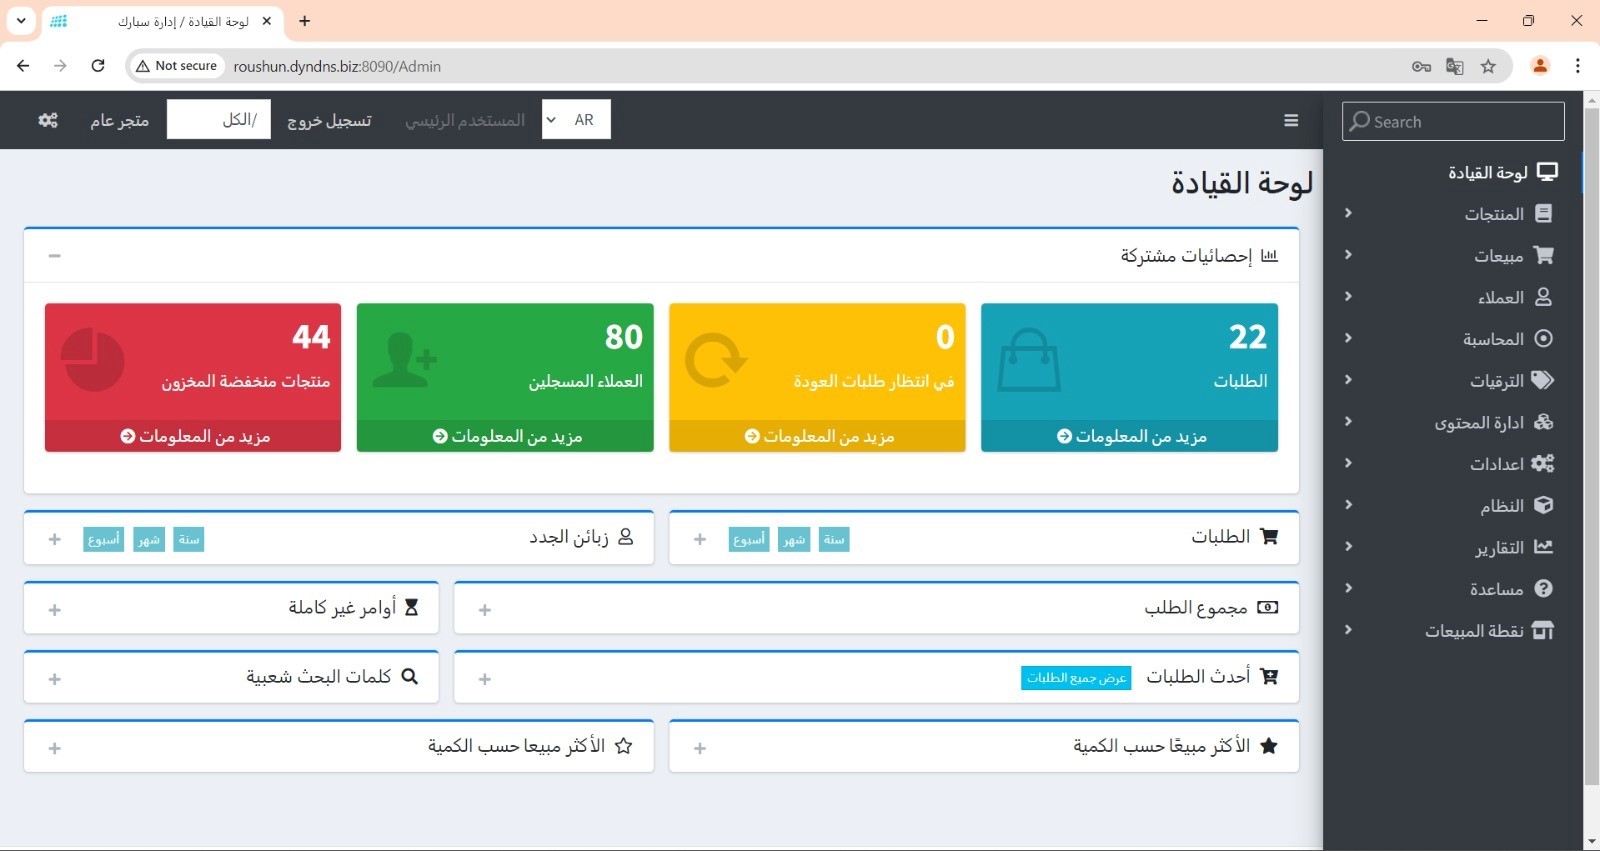 لوحة القيادة / إدارة سبارك
Not secure
roushun.dyndns.biz:8090/Admin
AR
المستخدم الرئيسي
تسجيل خروج
/الكل
متجر عام
Search
لوحة القيادة
المنتجات
مبيعات
العملاء
المحاسبة
الترقيات
ادارة المحتوى
اعدادات
النظام
التقارير
مساعدة
نقطة المبيعات
لوحة القيادة
إحصائيات مشتركة
22
الطلبات
مزيد من المعلومات
0
في انتظار طلبات العودة
مزيد من المعلومات
80
العملاء المسجلين
مزيد من المعلومات
44
منتجات منخفضة المخزون
مزيد من المعلومات
الطلبات
سنة
شهر
أسبوع
زبائن الجدد
سنة
شهر
أسبوع
مجموع الطلب
أوامر غير كاملة
أحدث الطلبات
عرض جميع الطلبات
كلمات البحث شعبية
الأكثر مبيعًا حسب الكمية
الأكثر مبيعا حسب الكمية